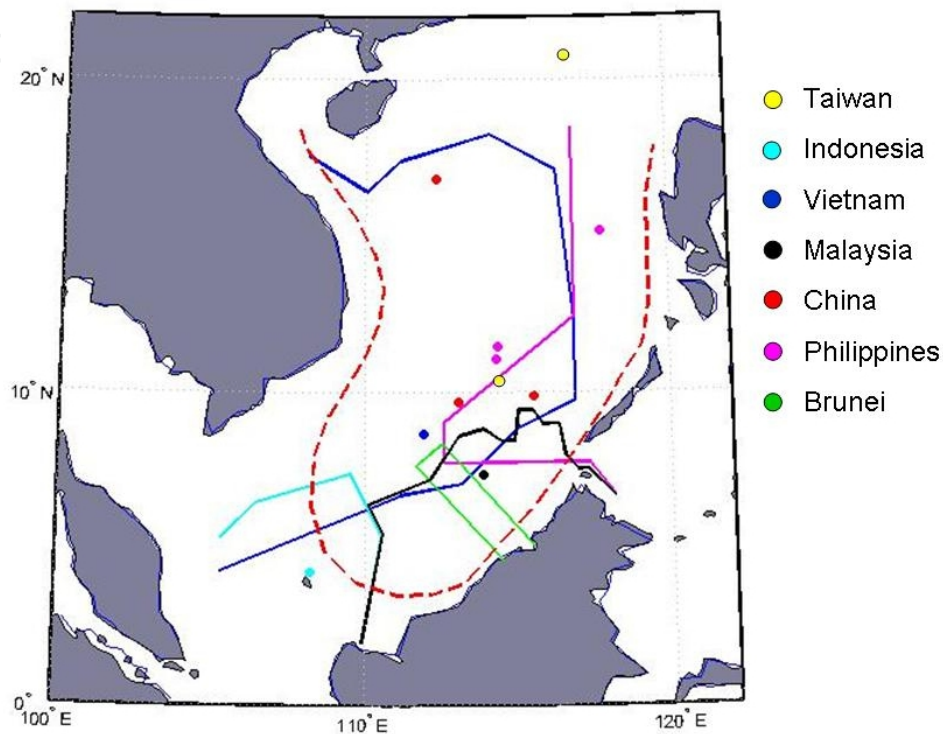 20° N
10° N
0°
100° E
110° E
120° E
Taiwan
Indonesia
Vietnam
Malaysia
China
Philippines
Brunei